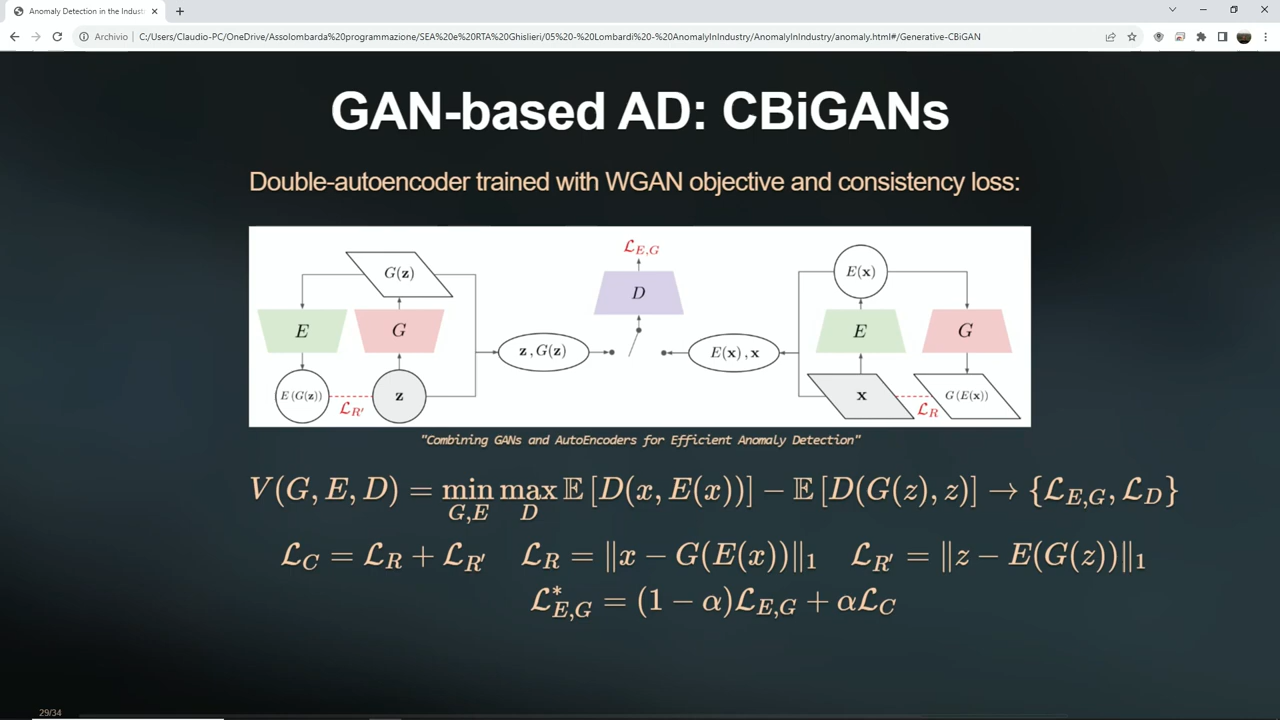 Anomaly Detection in the Indust
Archivio
C:/Users/Claudio-PC/OneDrive/Assolombarda%20programmazione/SEA%20e%20RTA%20Ghislieri/05%20-%20Lombardi%20-%20AnomalyInIndustry/AnomalyInIndustry/anomaly.html#/Generative-CBiGAN
GAN-based AD: CBiGANs
Double-autoencoder trained with WGAN objective and consistency loss:
G(z)
E
G
E(G(z))
ℒ_{R'}
z
z, G(z)
ℒ_{E,G}
D
E(x), x
E(x)
E
G
x
ℒ_R
G(E(x))
"Combining GANs and AutoEncoders for Efficient Anomaly Detection"
V(G, E, D) = min_{G,E} max_D 𝔼 [D(x, E(x))] − 𝔼 [D(G(z), z)] → {ℒ_{E,G}, ℒ_D}
ℒ_C = ℒ_R + ℒ_{R'} ℒ_R = ‖x − G(E(x))‖_1 ℒ_{R'} = ‖z − E(G(z))‖_1
ℒ*_{E,G} = (1 − α)ℒ_{E,G} + αℒ_C
29/34